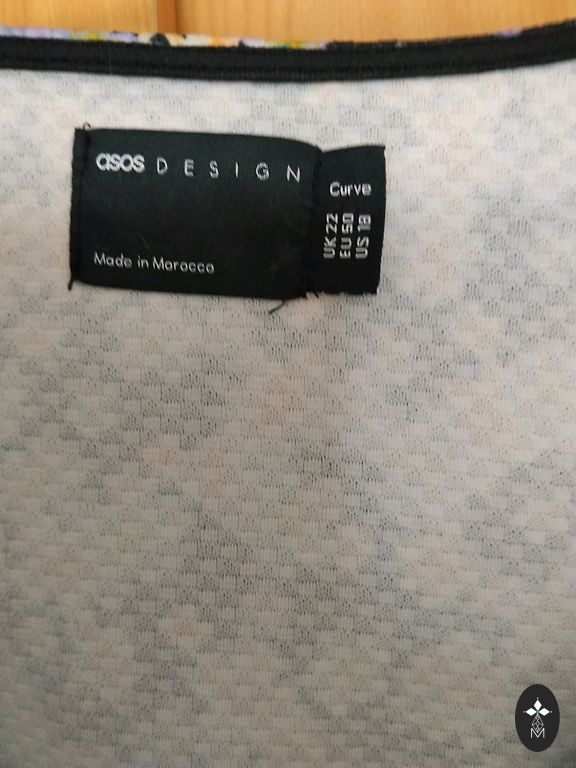 asos DESIGN
Made in Morocco
Curve
UK 22
EU 50
US 18
M